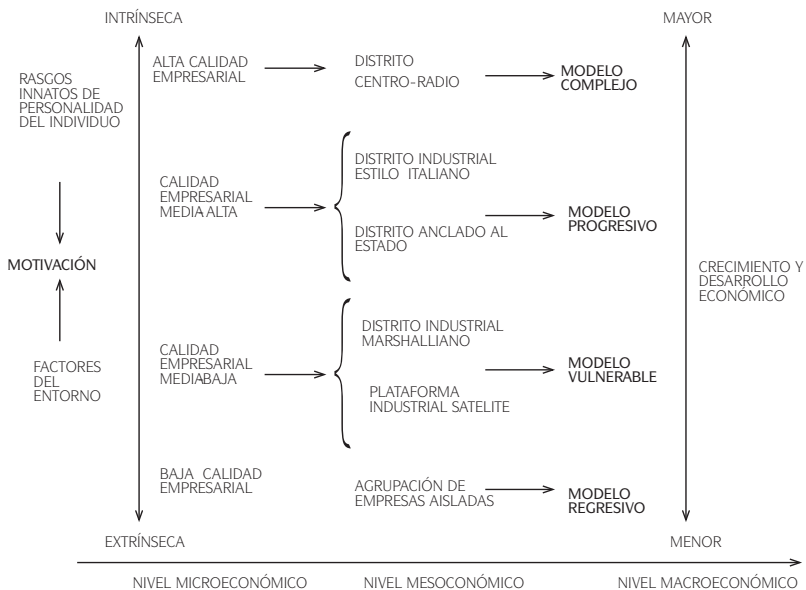 INTRÍNSECA
MAYOR
RASGOS
INNATOS DE
PERSONALIDAD
DEL INDIVIDUO
MOTIVACIÓN
FACTORES
DEL
ENTORNO
ALTA CALIDAD
EMPRESARIAL
DISTRITO
CENTRO-RADIO
MODELO
COMPLEJO
CALIDAD
EMPRESARIAL
MEDIA ALTA
DISTRITO INDUSTRIAL
ESTILO ITALIANO
DISTRITO ANCLADO AL
ESTADO
MODELO
PROGRESIVO
CALIDAD
EMPRESARIAL
MEDIABAJA
DISTRITO INDUSTRIAL
MARSHALLIANO
PLATAFORMA
INDUSTRIAL SATELITE
MODELO
VULNERABLE
BAJA CALIDAD
EMPRESARIAL
AGRUPACIÓN DE
EMPRESAS AISLADAS
MODELO
REGRESIVO
CRECIMIENTO Y
DESARROLLO
ECONÓMICO
EXTRÍNSECA
MENOR
NIVEL MICROECONÓMICO
NIVEL MESOCONÓMICO
NIVEL MACROECONÓMICO